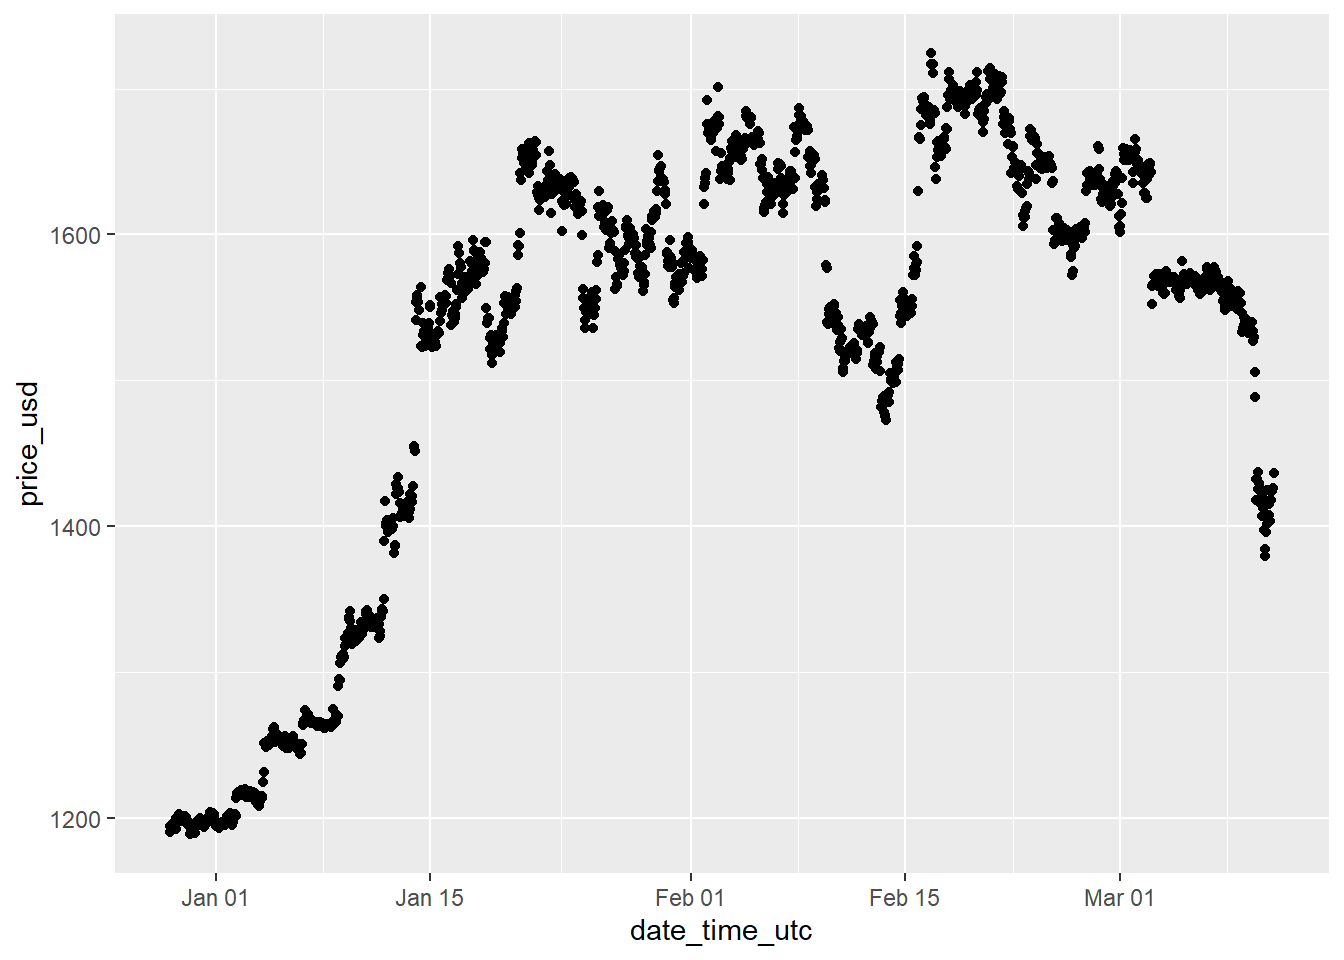 price_usd
1600
1400
1200
Jan 01
Jan 15
Feb 01
Feb 15
Mar 01
date_time_utc